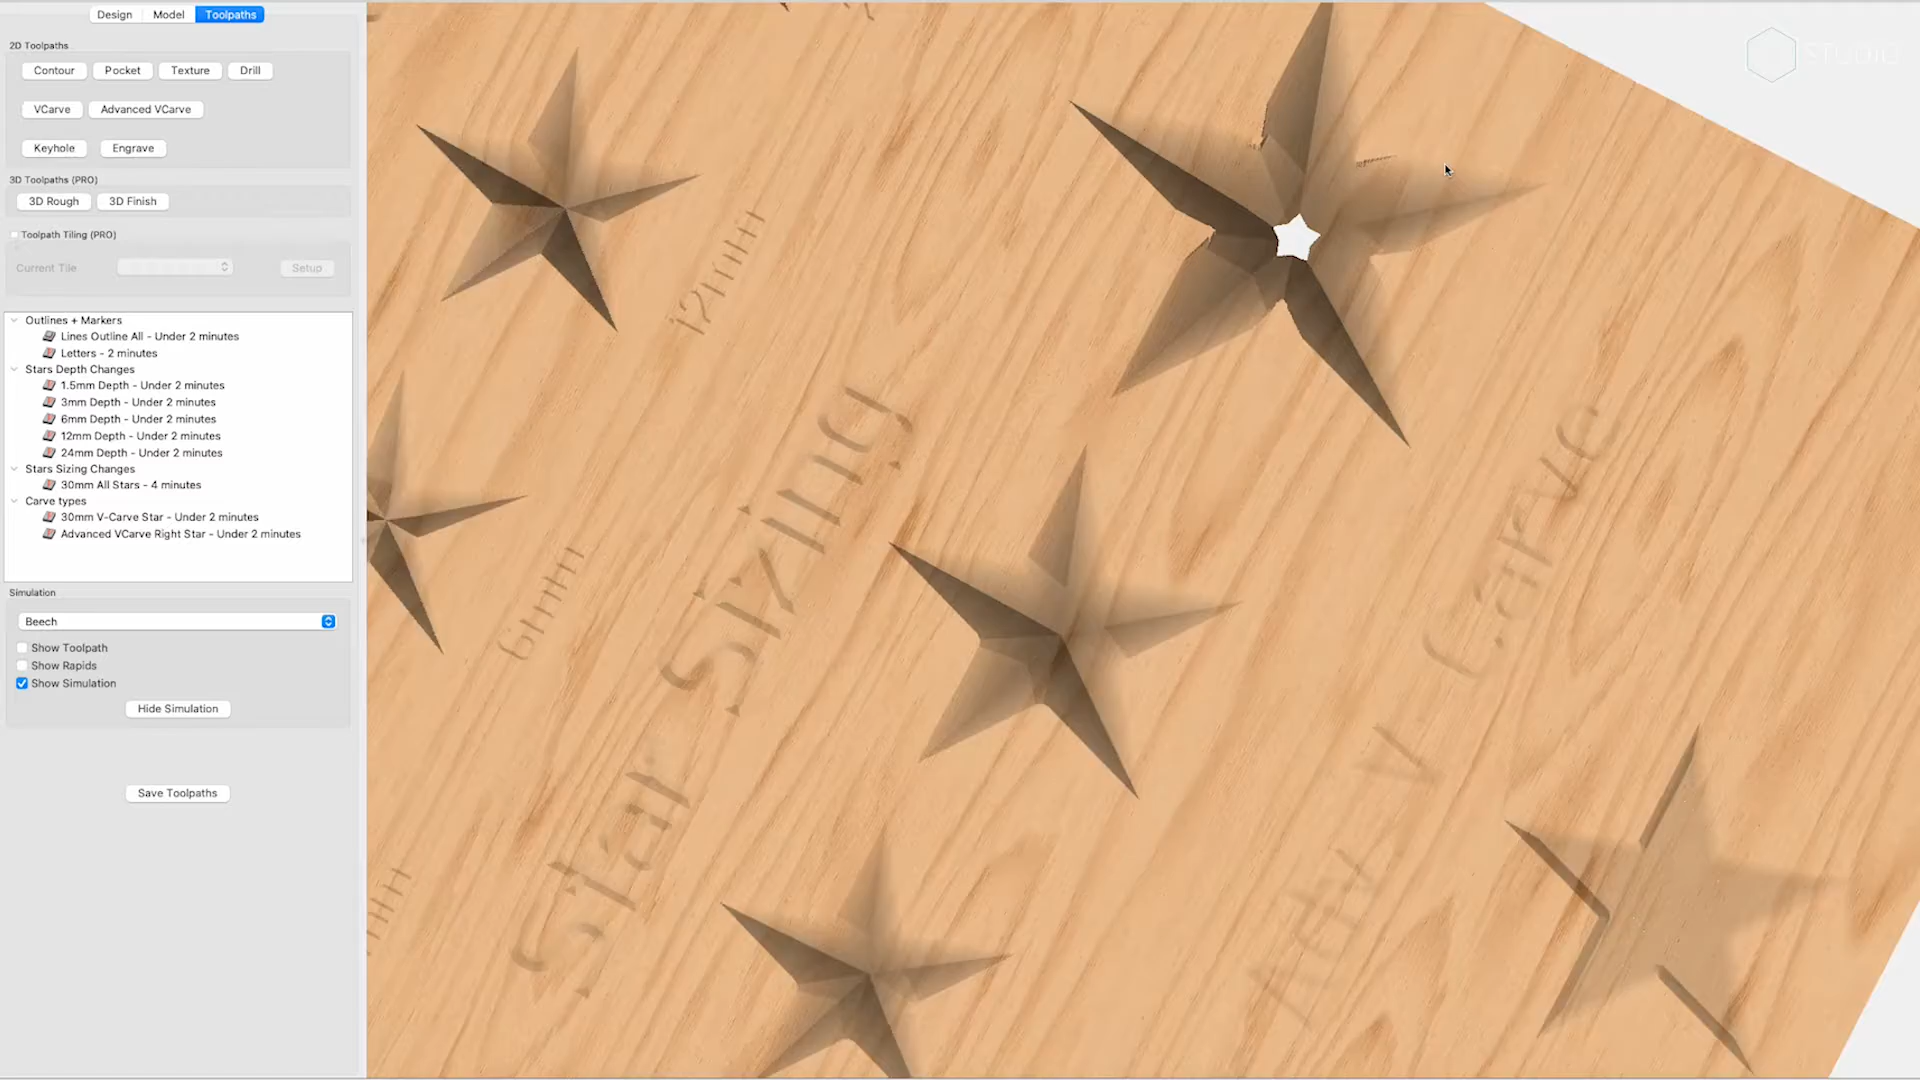 Design Model Toolpaths
2D Toolpaths
Contour Pocket Texture Drill
VCarve Advanced VCarve
Keyhole Engrave
3D Toolpaths (PRO)
3D Rough 3D Finish
Toolpath Tiling (PRO)
Current Tile Setup
Outlines + Markers
Lines Outline All - Under 2 minutes
Letters - 2 minutes
Stars Depth Changes
1.5mm Depth - Under 2 minutes
3mm Depth - Under 2 minutes
6mm Depth - Under 2 minutes
12mm Depth - Under 2 minutes
24mm Depth - Under 2 minutes
Stars Sizing Changes
30mm All Stars - 4 minutes
Carve types
30mm V-Carve Star - Under 2 minutes
Advanced VCarve Right Star - Under 2 minutes
Simulation
Beech
Show Toolpath
Show Rapids
Show Simulation
Hide Simulation
Save Toolpaths
STUDIO
12mm
6mm
Star Sizing
Adv V-Carve